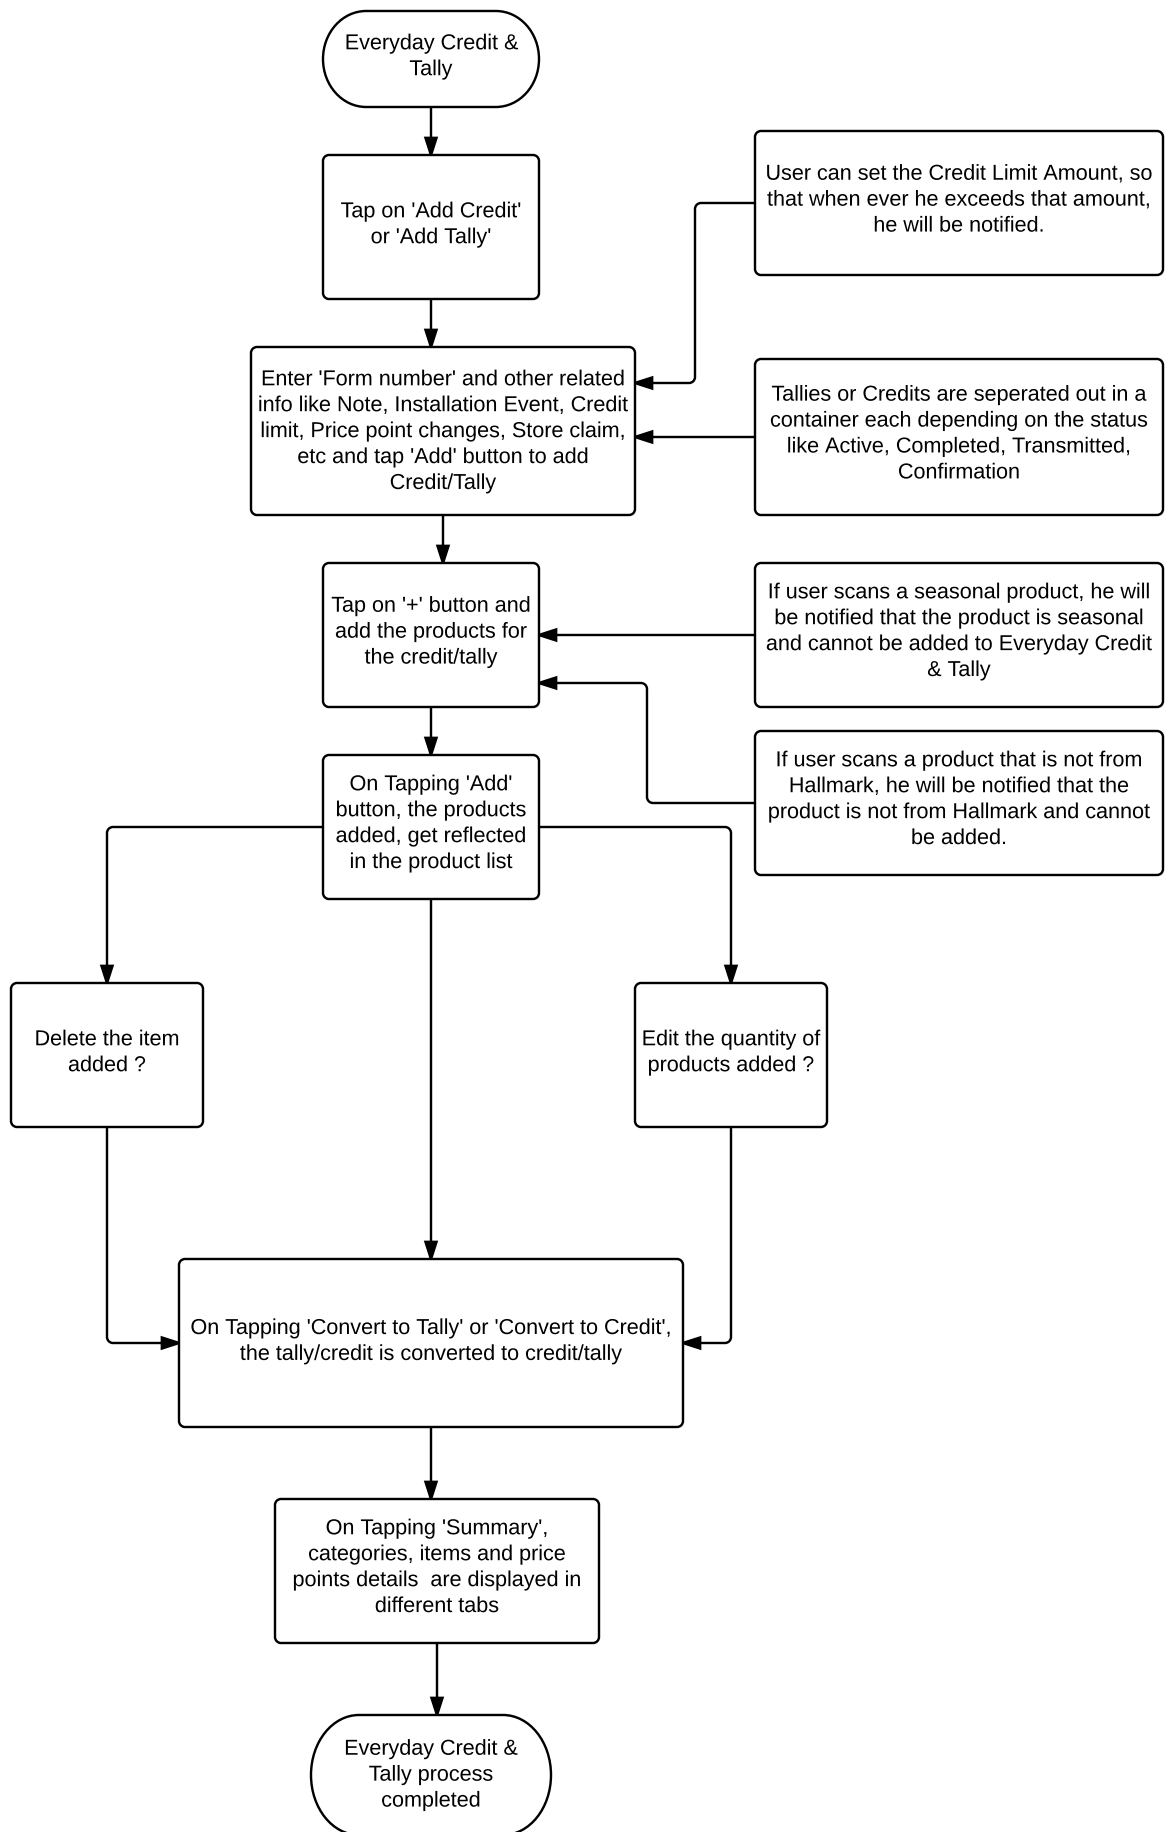 Everyday Credit &
Tally
Tap on 'Add Credit'
or 'Add Tally'
User can set the Credit Limit Amount, so
that when ever he exceeds that amount,
he will be notified.
Enter 'Form number' and other related
info like Note, Installation Event, Credit
limit, Price point changes, Store claim,
etc and tap 'Add' button to add
Credit/Tally
Tallies or Credits are seperated out in a
container each depending on the status
like Active, Completed, Transmitted,
Confirmation
Tap on '+' button and
add the products for
the credit/tally
If user scans a seasonal product, he will
be notified that the product is seasonal
and cannot be added to Everyday Credit
& Tally
If user scans a product that is not from
Hallmark, he will be notified that the
product is not from Hallmark and cannot
be added.
On Tapping 'Add'
button, the products
added, get reflected
in the product list
Delete the item
added ?
Edit the quantity of
products added ?
On Tapping 'Convert to Tally' or 'Convert to Credit',
the tally/credit is converted to credit/tally
On Tapping 'Summary',
categories, items and price
points details  are displayed in
different tabs
Everyday Credit &
Tally process
completed